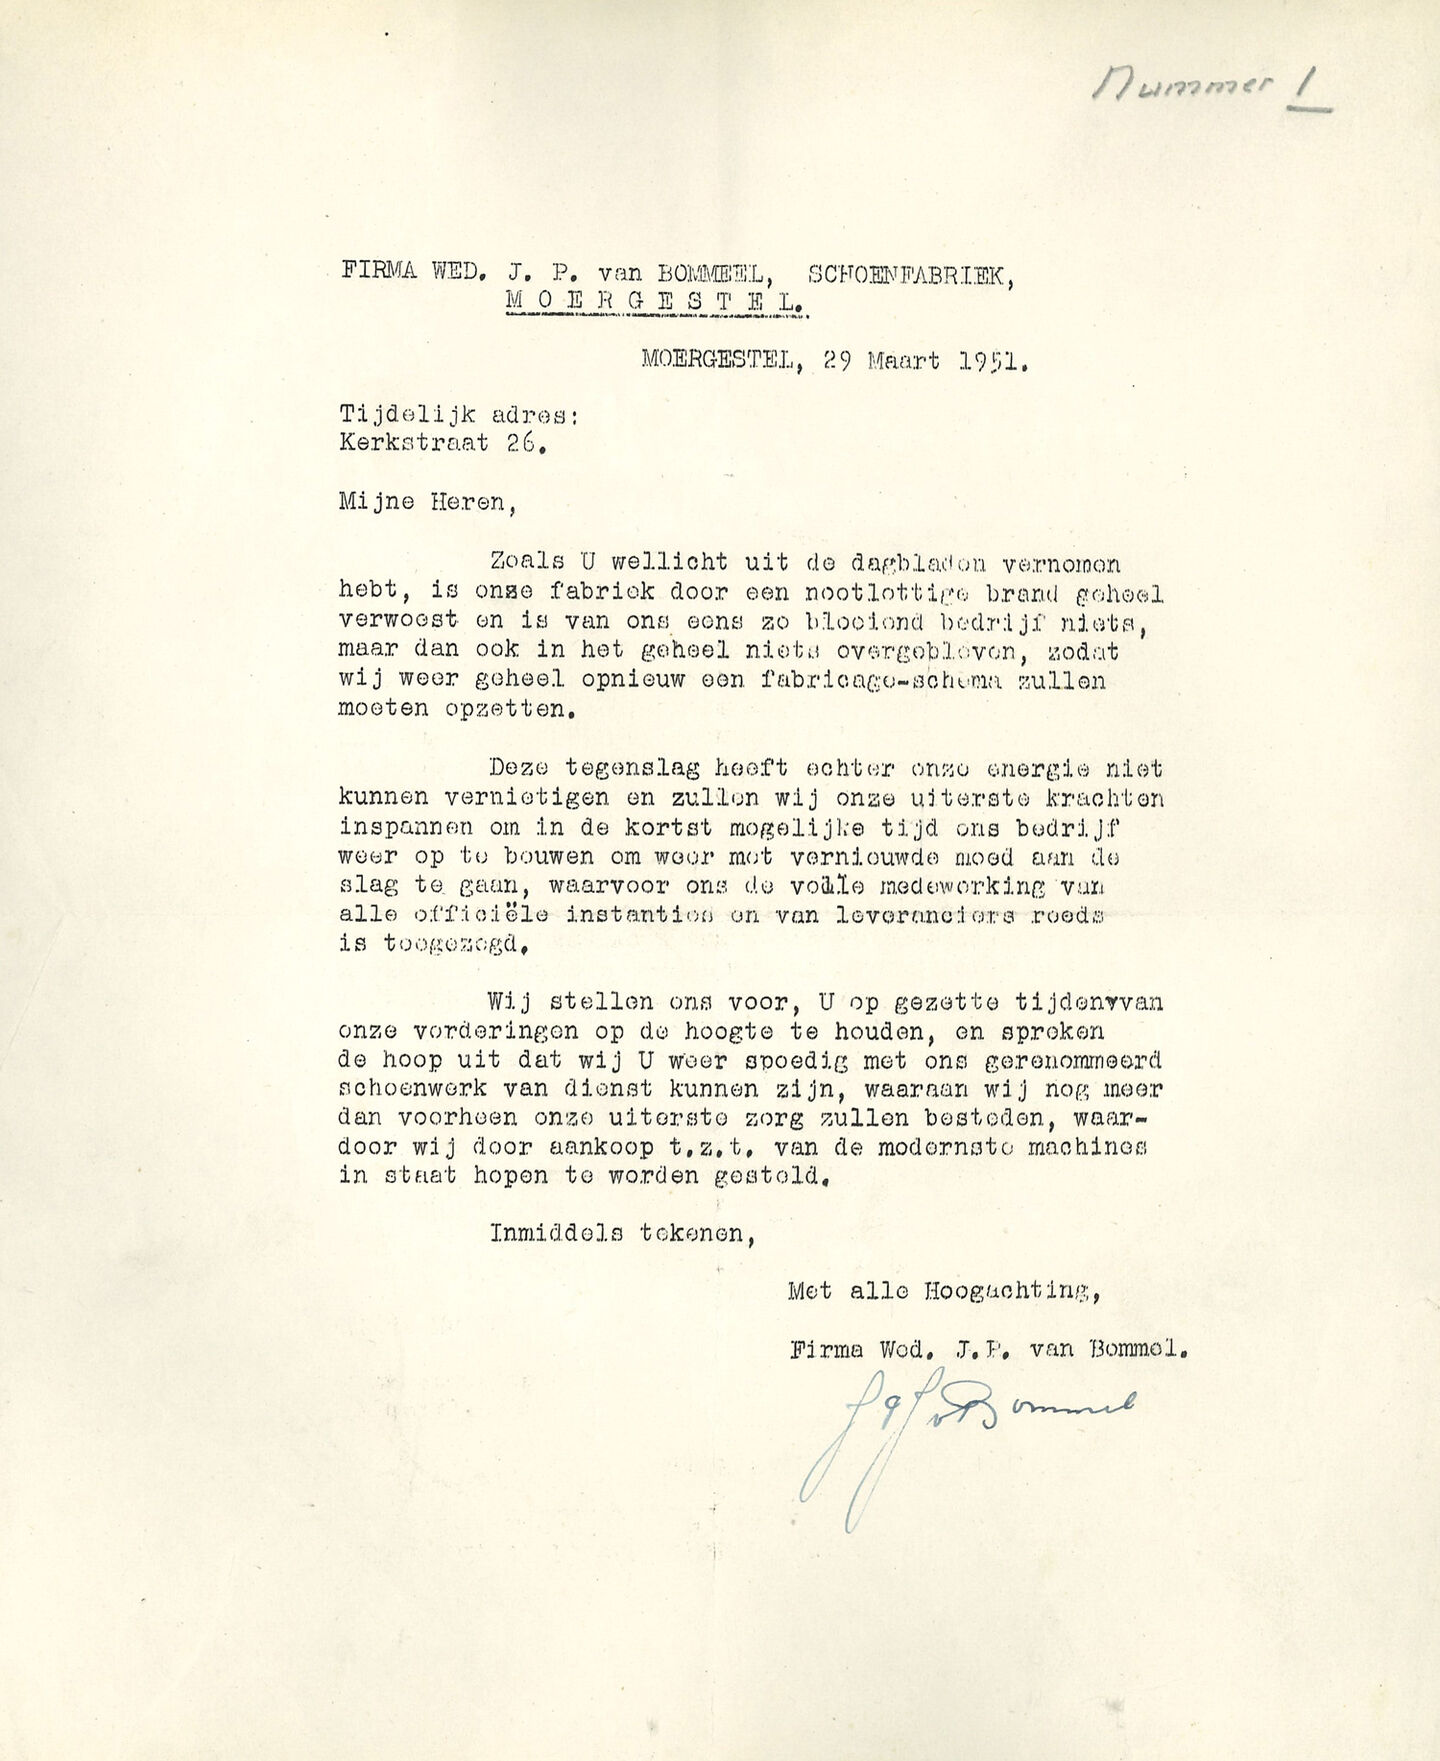 Nummer 1
FIRMA WED. J. P. van BOMMEEL, SCHOENFABRIEK,
M O E R G E S T E L.
MOERGESTEL, 29 Maart 1951.
Tijdelijk adres:
Kerkstraat 26.
Mijne Heren,
Zoals U wellicht uit de dagbladen vernomen
hebt, is onze fabriek door een nootlottige brand geheel
verwoest en is van ons eens zo bloeiend bedrijf niets,
maar dan ook in het geheel niets overgebleven, zodat
wij weer geheel opnieuw een fabricage-schema zullen
moeten opzetten.
Deze tegenslag heeft echter onze energie niet
kunnen vernietigen en zullen wij onze uiterste krachten
inspannen om in de kortst mogelijke tijd ons bedrijf
weer op te bouwen om weer met vernieuwde moed aan de
slag te gaan, waarvoor ons de volle medewerking van
alle officiële instanties en van leveranciers reeds
is toegezegd.
Wij stellen ons voor, U op gezette tijdenvvan
onze vorderingen op de hoogte te houden, en spreken
de hoop uit dat wij U weer spoedig met ons gerenommeerd
schoenwerk van dienst kunnen zijn, waaraan wij nog meer
dan voorheen onze uiterste zorg zullen besteden, waar-
door wij door aankoop t.z.t. van de modernste machines
in staat hopen te worden gesteld.
Inmiddels tekenen,
Met alle Hoogachting,
Firma Wed. J.P. van Bommel.
v Bommel